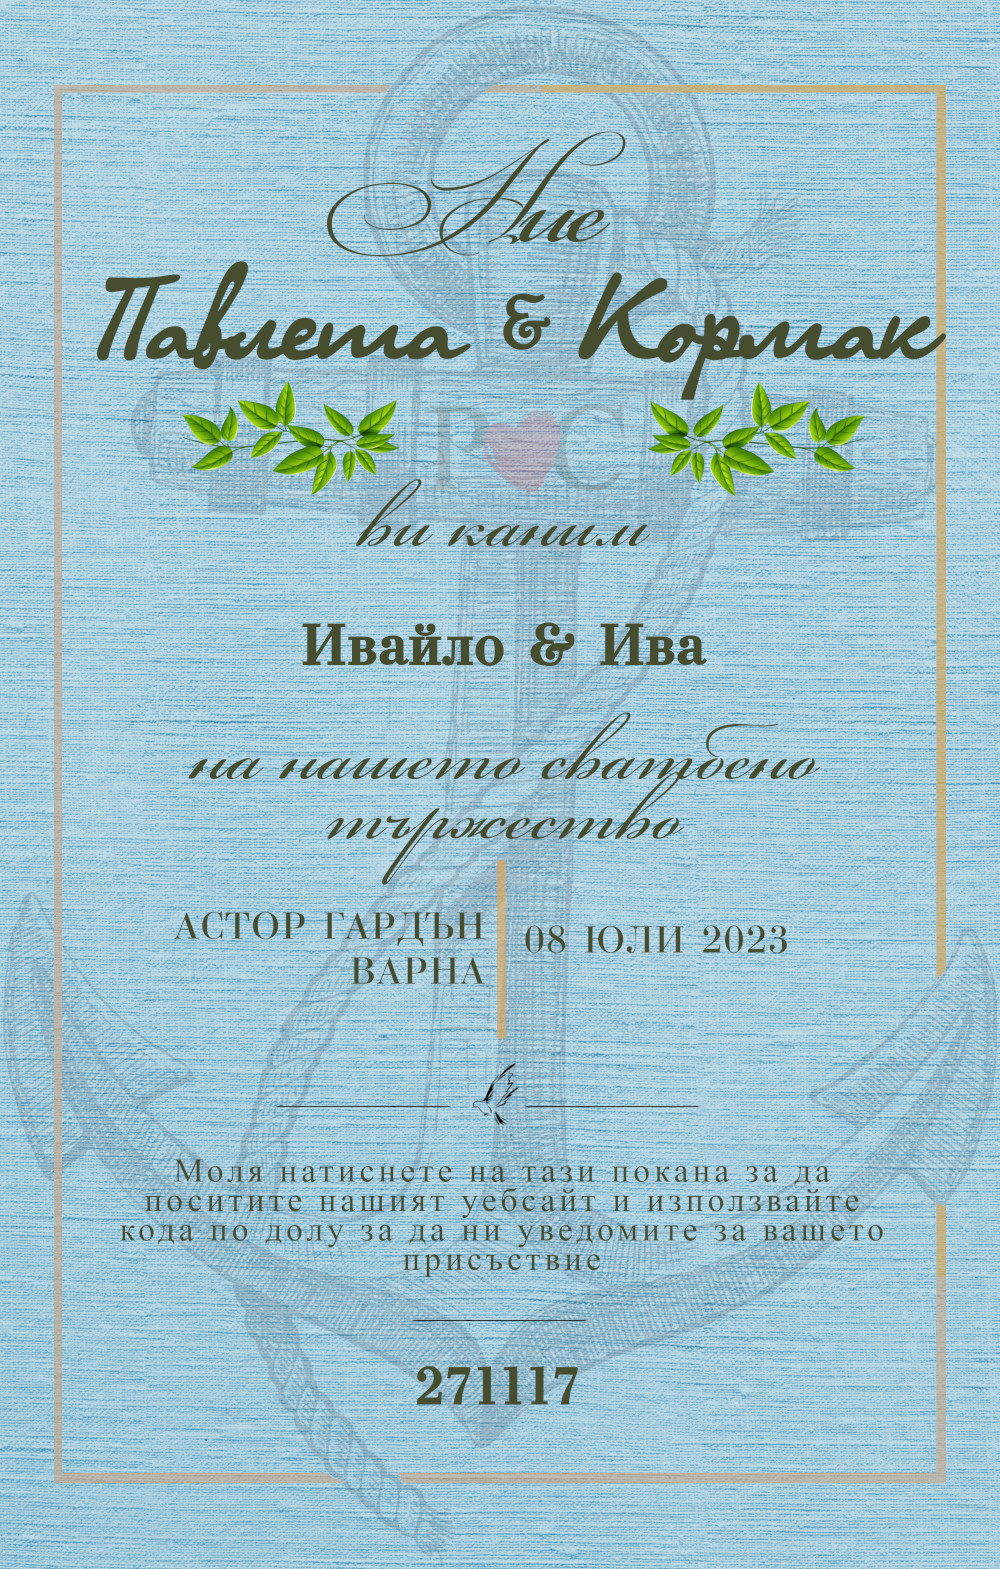 Ние
Павлета & Кормак
P C
ви каним
Ивайло & Ива
на нашето сватбено
тържество
АСТОР ГАРДЪН
ВАРНА
08 ЮЛИ 2023
Моля натиснете на тази покана за да
поситите нашият уебсайт и използвайте
кода по долу за да ни уведомите за вашето
присъствие
271117